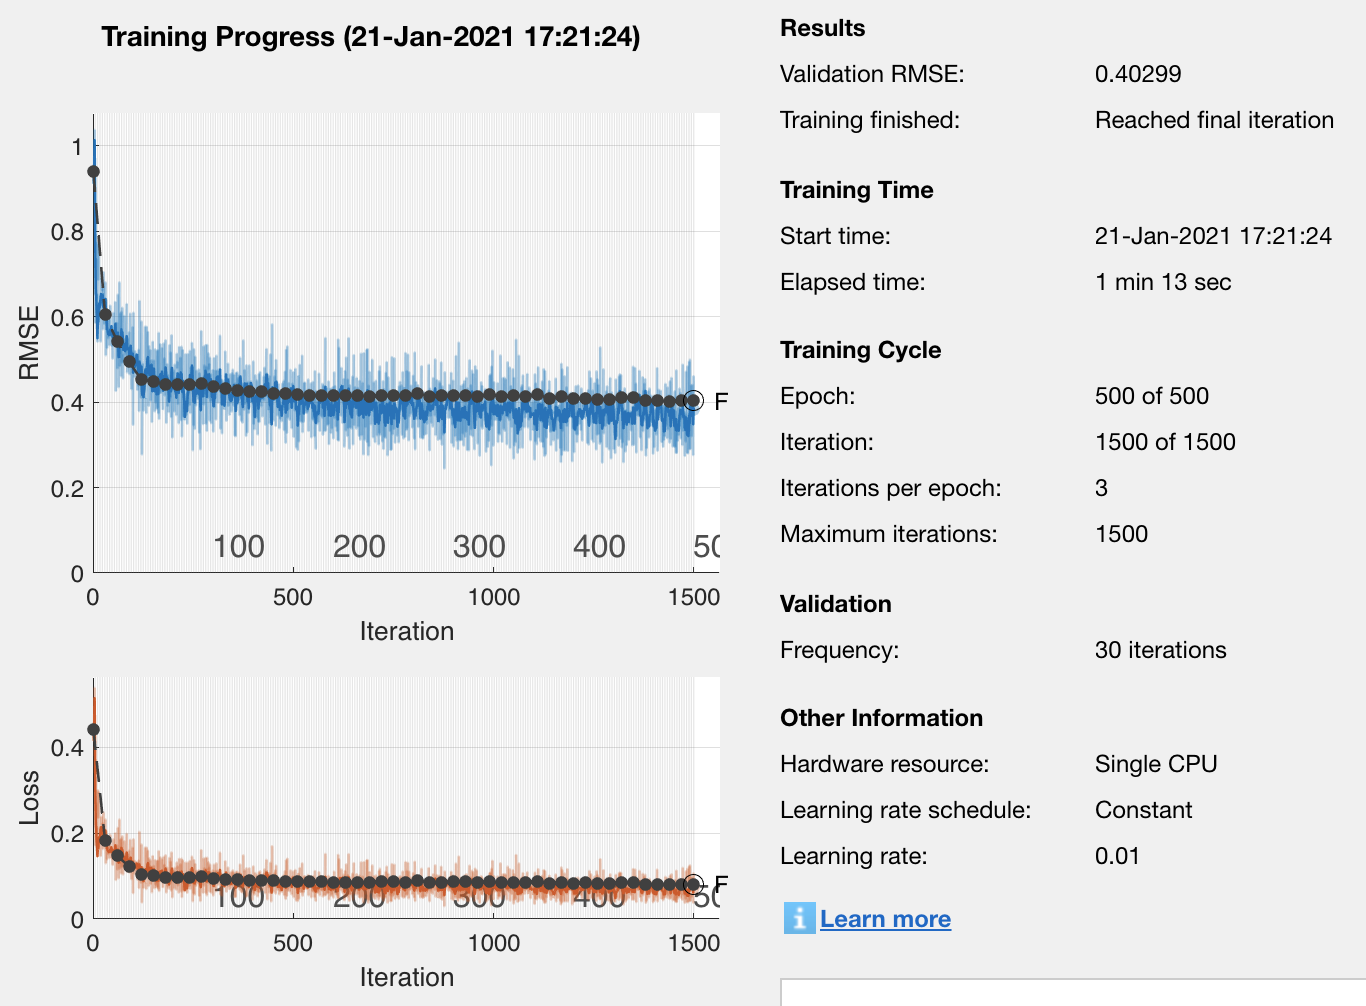 Training Progress (21-Jan-2021 17:21:24)
1
0.8
0.6
0.4
0.2
0
RMSE
F
100 200 300 400 50
0 500 1000 1500
Iteration
0.4
0.2
0
Loss
F
100 200 300 400 50
0 500 1000 1500
Iteration
Results
Validation RMSE: 0.40299
Training finished: Reached final iteration
Training Time
Start time: 21-Jan-2021 17:21:24
Elapsed time: 1 min 13 sec
Training Cycle
Epoch: 500 of 500
Iteration: 1500 of 1500
Iterations per epoch: 3
Maximum iterations: 1500
Validation
Frequency: 30 iterations
Other Information
Hardware resource: Single CPU
Learning rate schedule: Constant
Learning rate: 0.01
i Learn more